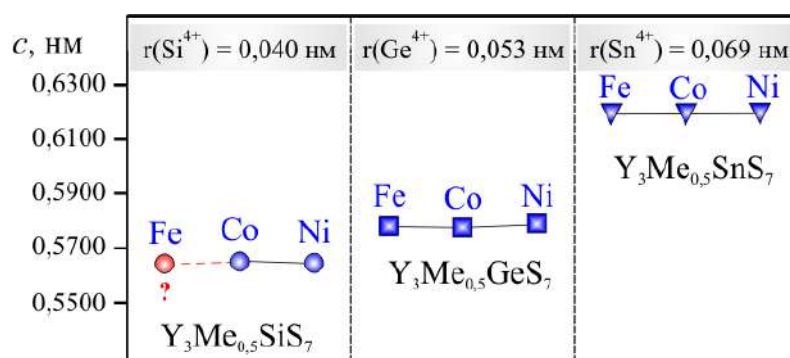 c, нм
r(Si⁴⁺) = 0,040 нм
r(Ge⁴⁺) = 0,053 нм
r(Sn⁴⁺) = 0,069 нм
0,6300
0,6100
0,5900
0,5700
0,5500
Fe Co Ni
?
Y₃Me₀,₅SiS₇
Fe Co Ni
Y₃Me₀,₅GeS₇
Fe Co Ni
Y₃Me₀,₅SnS₇